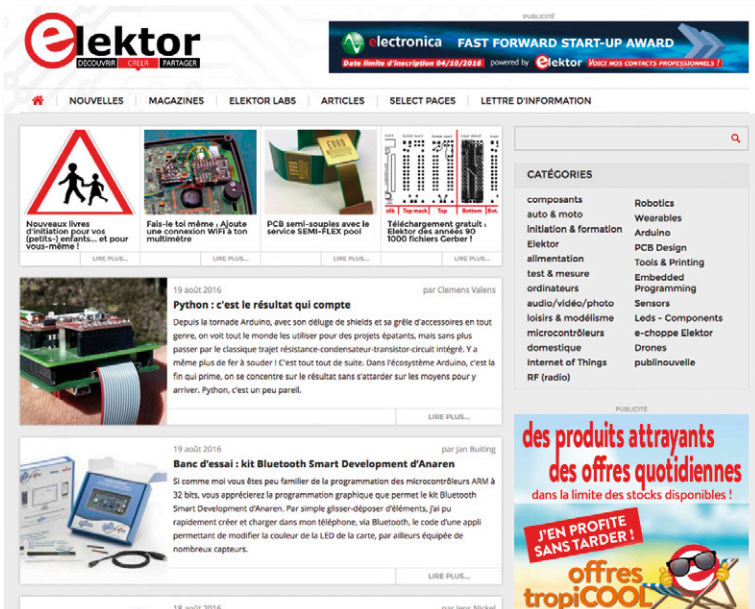 PUBLICITÉ
elektor
DÉCOUVRIR CRÉER PARTAGER
electronica FAST FORWARD START-UP AWARD
Date limite d'inscription 04/10/2016 powered by elektor VOICI NOS CONTACTS PROFESSIONNELS !
NOUVELLES MAGAZINES ELEKTOR LABS ARTICLES SELECT PAGES LETTRE D'INFORMATION
Nouveaux livres
d'initiation pour vos
(petits-) enfants... et pour
vous-même !
LIRE PLUS...
Fais-le toi même : Ajoute
une connexion WiFi à ton
multimètre
LIRE PLUS...
EURO
PCB semi-souples avec le
service SEMI-FLEX pool
LIRE PLUS...
silk Top mask Top Bottom Bot.
Téléchargement gratuit :
Elektor des années 90
1000 fichiers Gerber !
LIRE PLUS...
19 août 2016 par Clemens Valens
Python : c'est le résultat qui compte
Depuis la tornade Arduino, avec son déluge de shields et sa grêle d'accessoires en tout
genre, on voit tout le monde les utiliser pour des projets épatants, mais sans plus
passer par le classique trajet résistance-condensateur-transistor-circuit intégré. Y a
même plus de fer à souder ! C'est tout tout de suite. Dans l'écosystème Arduino, c'est la
fin qui prime, on se concentre sur le résultat sans s'attarder sur les moyens pour y
arriver. Python, c'est un peu pareil.
LIRE PLUS...
19 août 2016 par Jan Buiting
Banc d'essai : kit Bluetooth Smart Development d'Anaren
Si comme moi vous êtes peu familier de la programmation des microcontrôleurs ARM à
32 bits, vous apprécierez la programmation graphique que permet le kit Bluetooth
Smart Development d'Anaren. Par simple glisser-déposer d'éléments, j'ai pu
rapidement créer et charger dans mon téléphone, via Bluetooth, le code d'une appli
permettant de modifier la couleur de la LED de la carte, par ailleurs équipée de
nombreux capteurs.
LIRE PLUS...
19 août 2016 par Jens Nickel
CATÉGORIES
composants
auto & moto
initiation & formation
Elektor
alimentation
test & mesure
ordinateurs
audio/vidéo/photo
loisirs & modélisme
microcontrôleurs
domestique
Internet of Things
RF (radio)
Robotics
Wearables
Arduino
PCB Design
Tools & Printing
Embedded
Programming
Sensors
Leds - Components
e-choppe Elektor
Drones
publinouvelle
PUBLICITÉ
des produits attrayants
des offres quotidiennes
dans la limite des stocks disponibles !
J'EN PROFITE
SANS TARDER !
offres
tropiCOOL